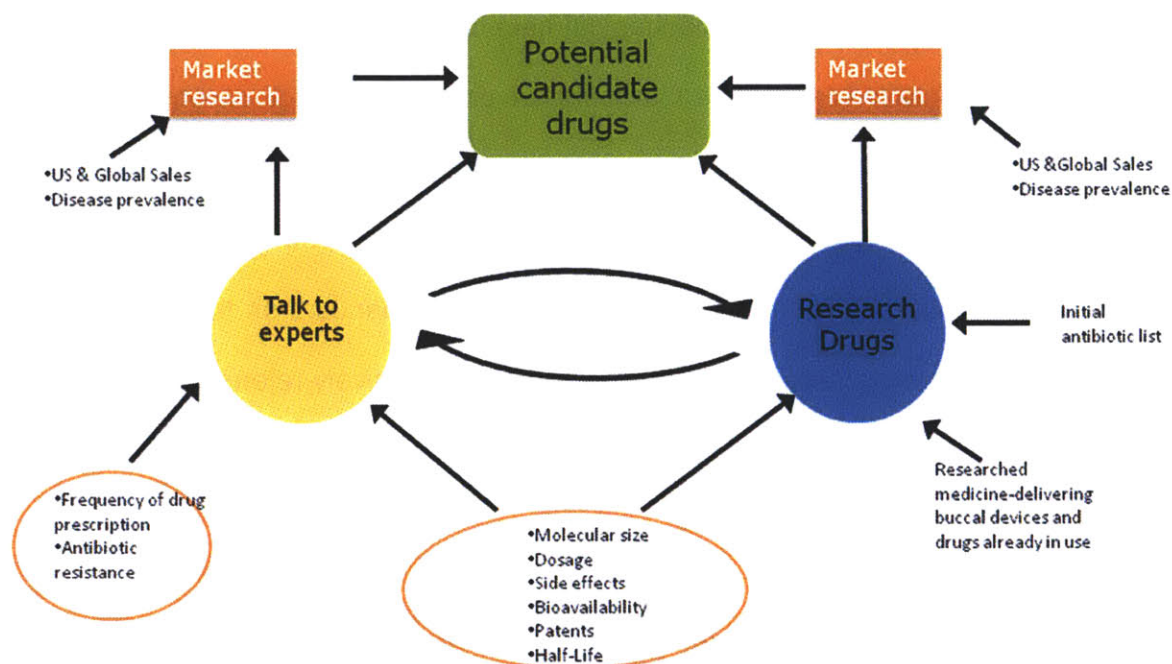 Potential
candidate
drugs
Market
research
Market
research
•US & Global Sales
•Disease prevalence
•US &Global Sales
•Disease prevalence
Talk to
experts
Research
Drugs
Initial
antibiotic list
•Frequency of drug
prescription
•Antibiotic
resistance
•Molecular size
•Dosage
•Side effects
•Bioavailability
•Patents
•Half-Life
Researched
medicine-delivering
buccal devices and
drugs already in use